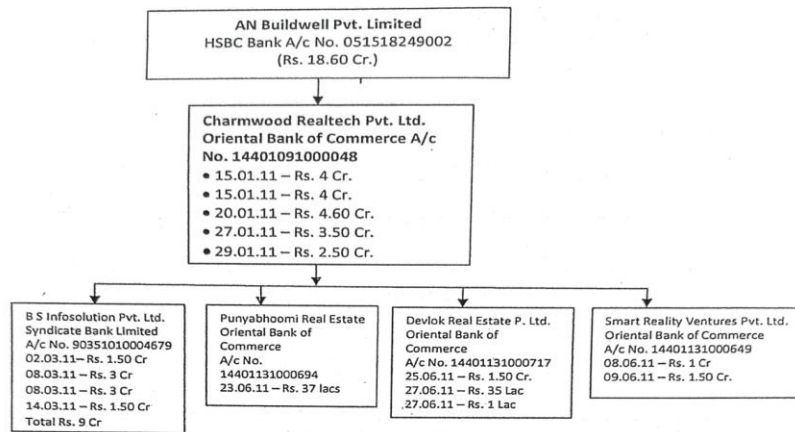 AN Buildwell Pvt. Limited
HSBC Bank A/c No. 051518249002
(Rs. 18.60 Cr.)
Charmwood Realtech Pvt. Ltd.
Oriental Bank of Commerce A/c
No. 14401091000048
• 15.01.11 – Rs. 4 Cr.
• 15.01.11 – Rs. 4 Cr.
• 20.01.11 – Rs. 4.60 Cr.
• 27.01.11 – Rs. 3.50 Cr.
• 29.01.11 – Rs. 2.50 Cr.
B S Infosolution Pvt. Ltd.
Syndicate Bank Limited
A/c No. 90351010004679
02.03.11– Rs. 1.50 Cr
08.03.11 – Rs. 3 Cr
08.03.11 – Rs. 3 Cr
14.03.11 – Rs. 1.50 Cr
Total Rs. 9 Cr
Punyabhoomi Real Estate
Oriental Bank of
Commerce
A/c No.
14401131000694
23.06.11 – Rs. 37 lacs
Devlok Real Estate P. Ltd.
Oriental Bank of
Commerce
A/c No. 14401131000717
25.06.11 – Rs. 1.50 Cr.
27.06.11 – Rs. 35 Lac
27.06.11 – Rs. 1 Lac
Smart Reality Ventures Pvt. Ltd.
Oriental Bank of Commerce
A/c No. 14401131000649
08.06.11 – Rs. 1 Cr
09.06.11 – Rs. 1.50 Cr.